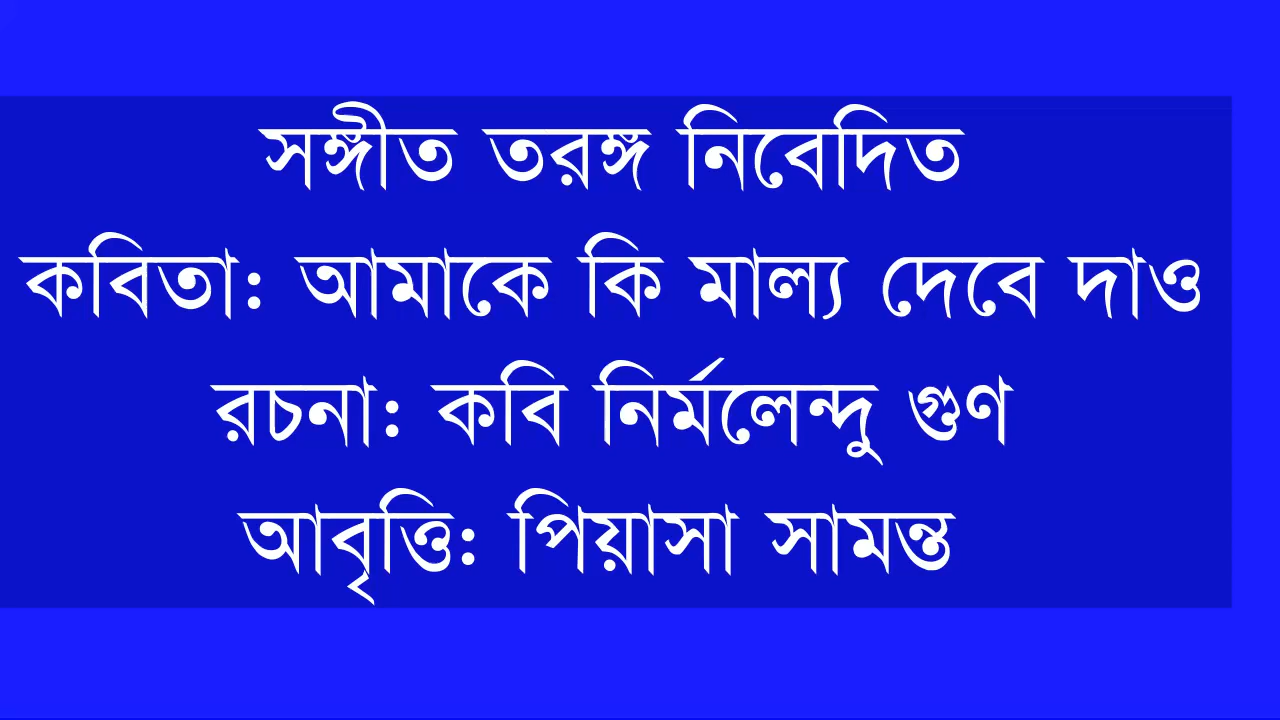 সঙ্গীত তরঙ্গ নিবেদিত
কবিতা: আমাকে কি মাল্য দেবে দাও
রচনা: কবি নির্মলেন্দু গুণ
আবৃত্তি: পিয়াসা সামন্ত